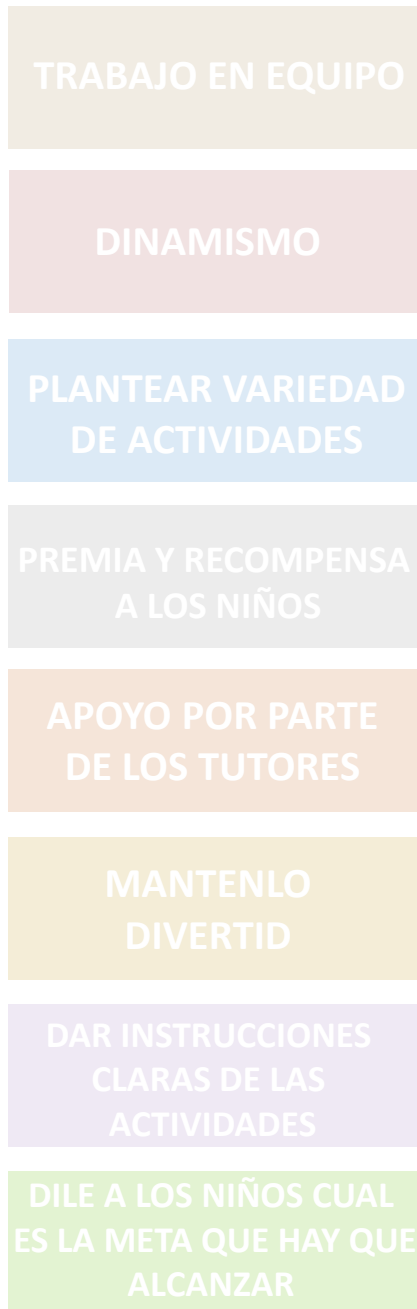 TRABAJO EN EQUIPO
DINAMISMO
PLANTEAR VARIEDAD
DE ACTIVIDADES
PREMIA Y RECOMPENSA
A LOS NIÑOS
APOYO POR PARTE
DE LOS TUTORES
MANTENLO
DIVERTID
DAR INSTRUCCIONES
CLARAS DE LAS
ACTIVIDADES
DILE A LOS NIÑOS CUAL
ES LA META QUE HAY QUE
ALCANZAR